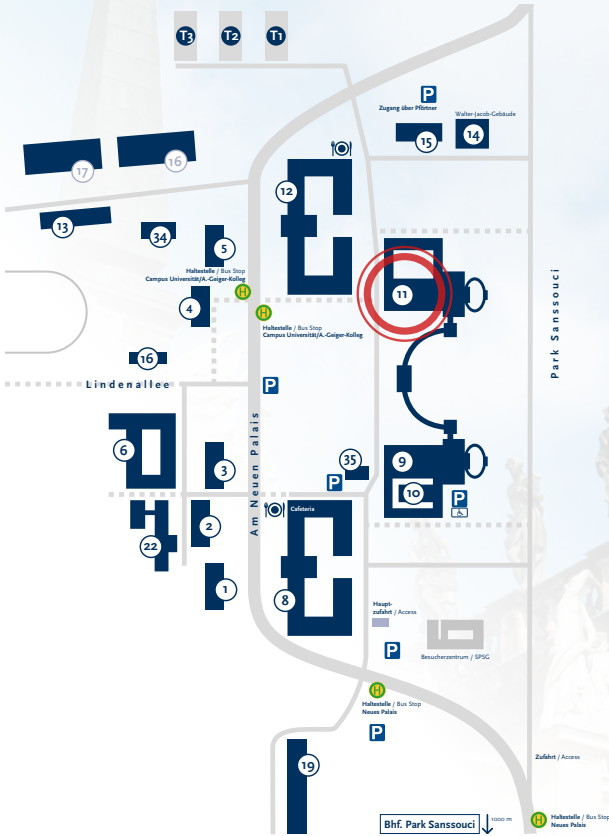 T3
T2
T1
P
Zugang über Pförtner
Walter-Jacob-Gebäude
15
14
17
16
12
13
34
5
Haltestelle / Bus Stop
Campus Universität/A.-Geiger-Kolleg
H
4
H
Haltestelle / Bus Stop
Campus Universität/A.-Geiger-Kolleg
11
Park Sanssouci
16
Lindenallee
P
Am Neuen Palais
6
3
35
P
9
10
P
2
Cafeteria
22
1
8
Haupt-
zufahrt / Access
P
Besucherzentrum / SPSG
H
Haltestelle / Bus Stop
Neues Palais
P
19
Zufahrt / Access
Bhf. Park Sanssouci
1000 m
H
Haltestelle / Bus Stop
Neues Palais